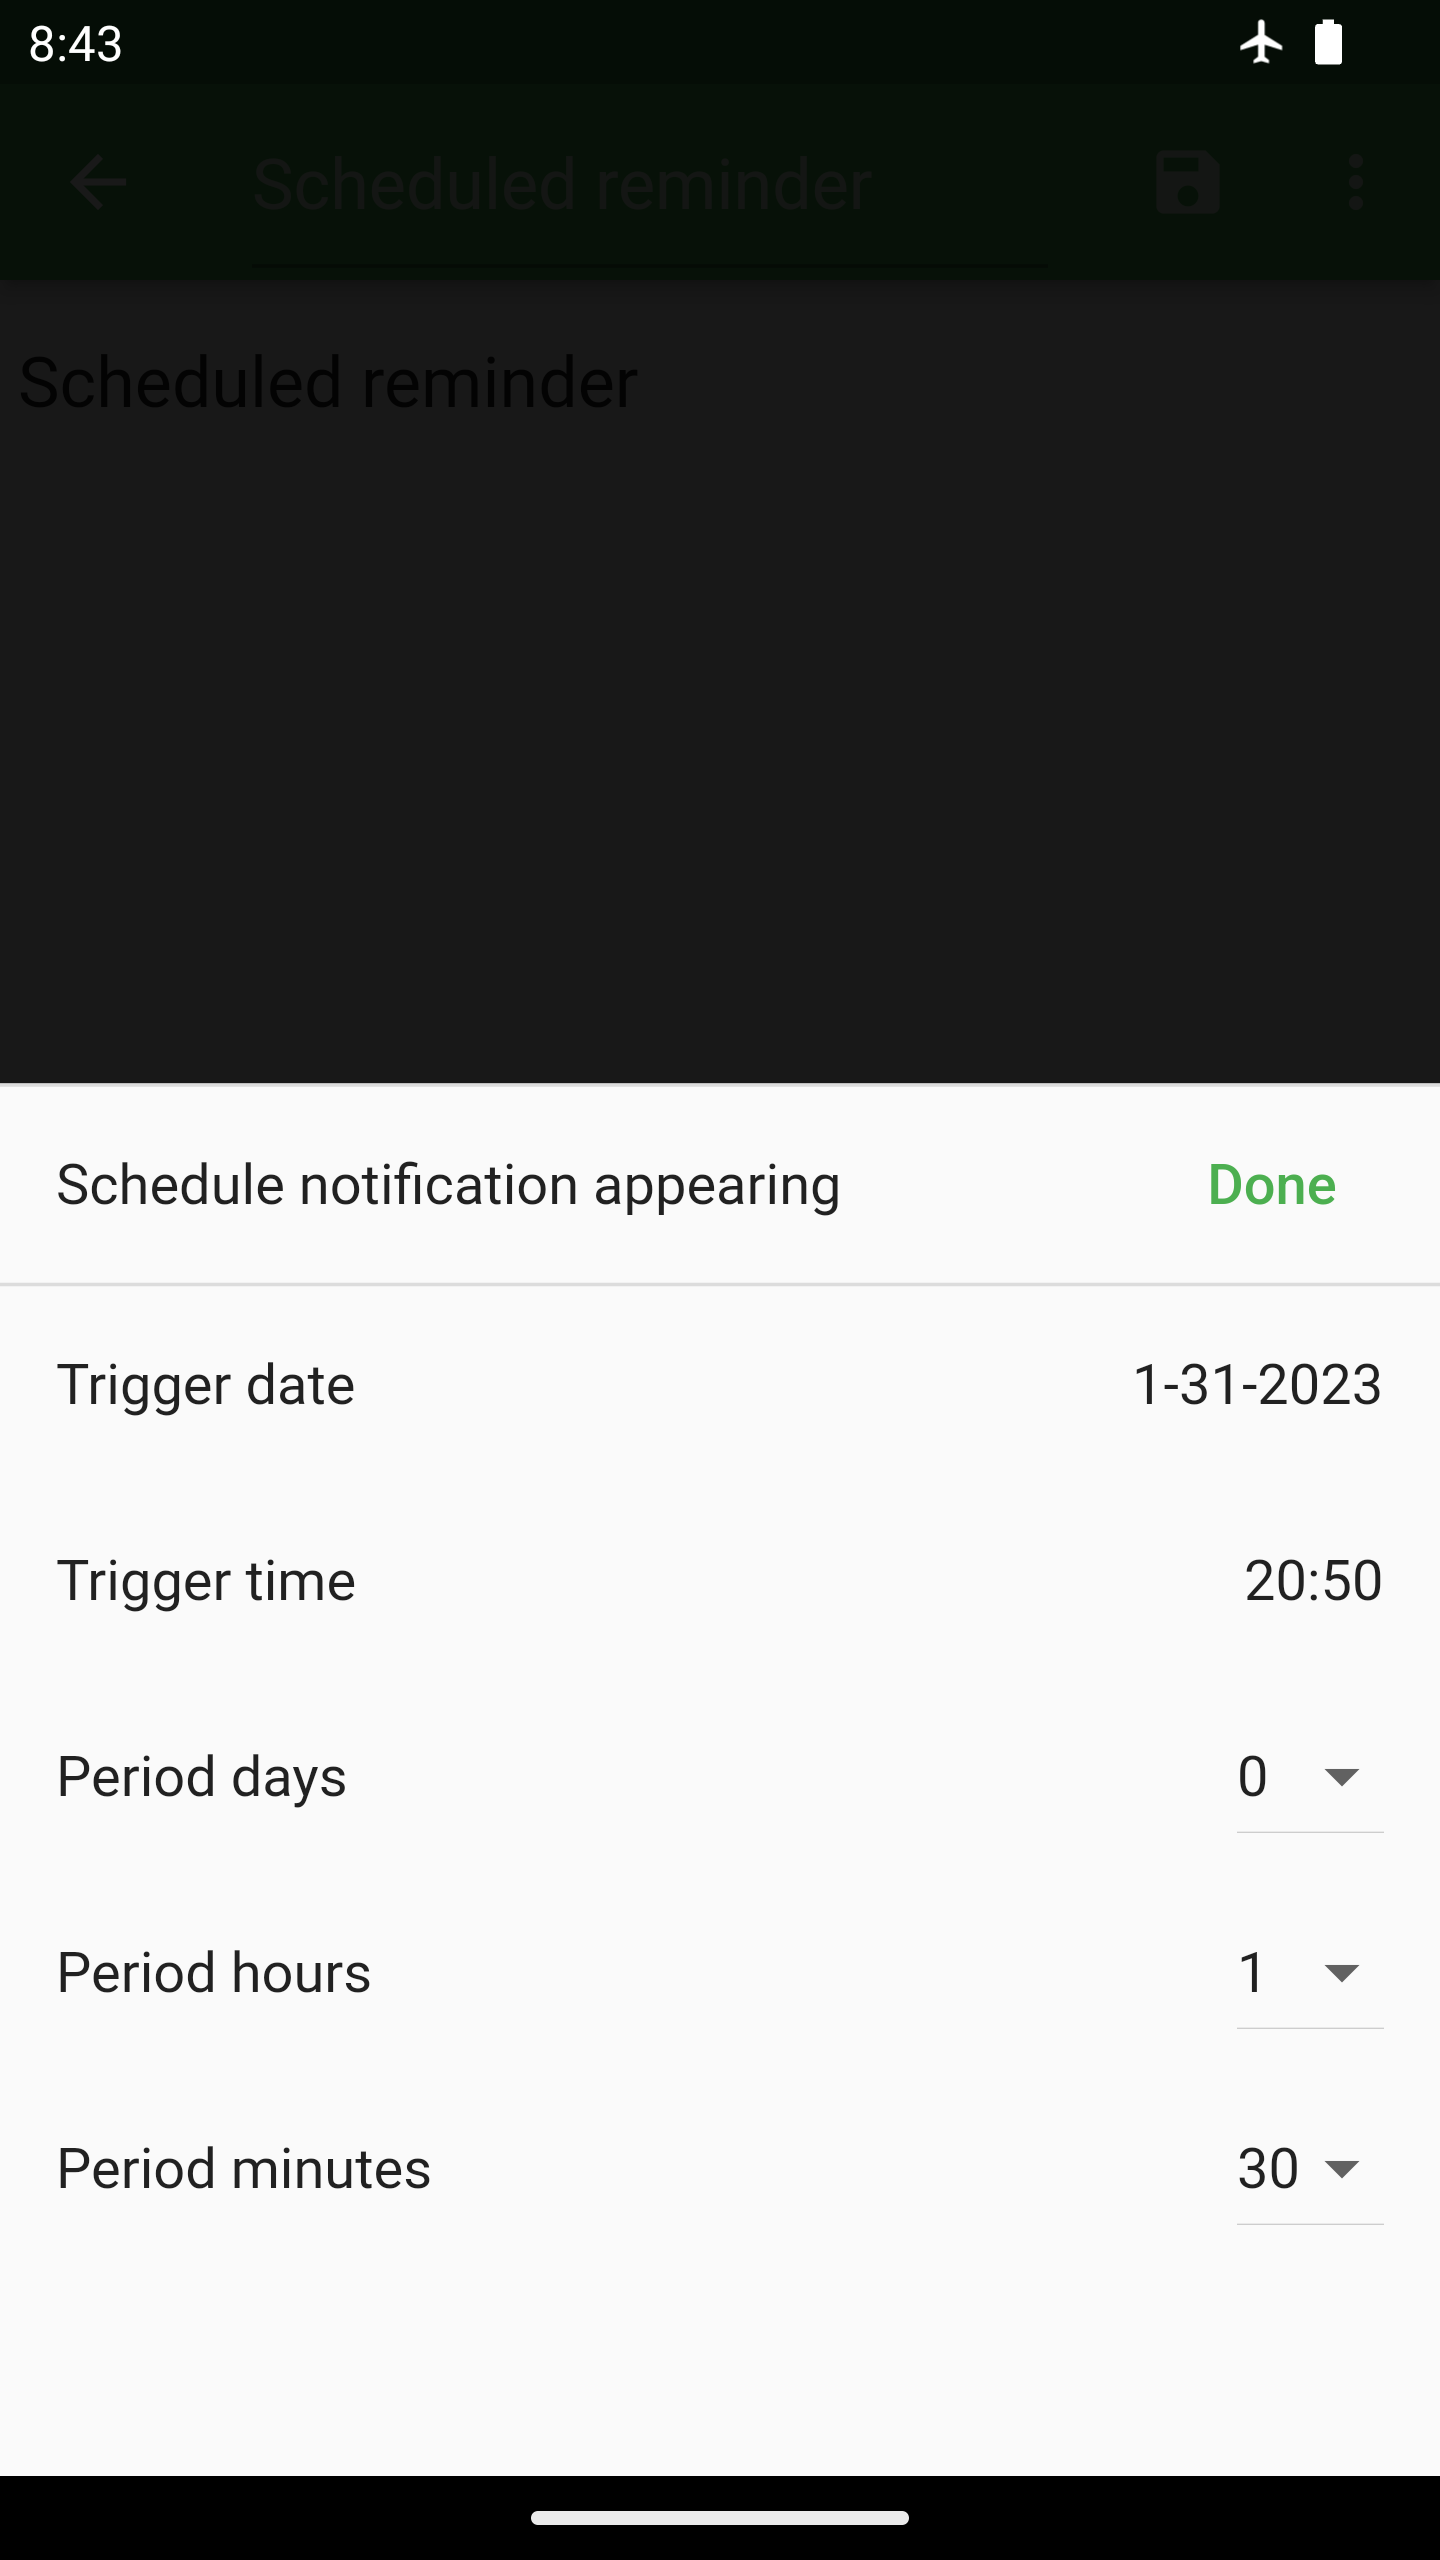 8:43
Scheduled reminder
Scheduled reminder
Schedule notification appearing Done
Trigger date 1-31-2023
Trigger time 20:50
Period days 0
Period hours 1
Period minutes 30